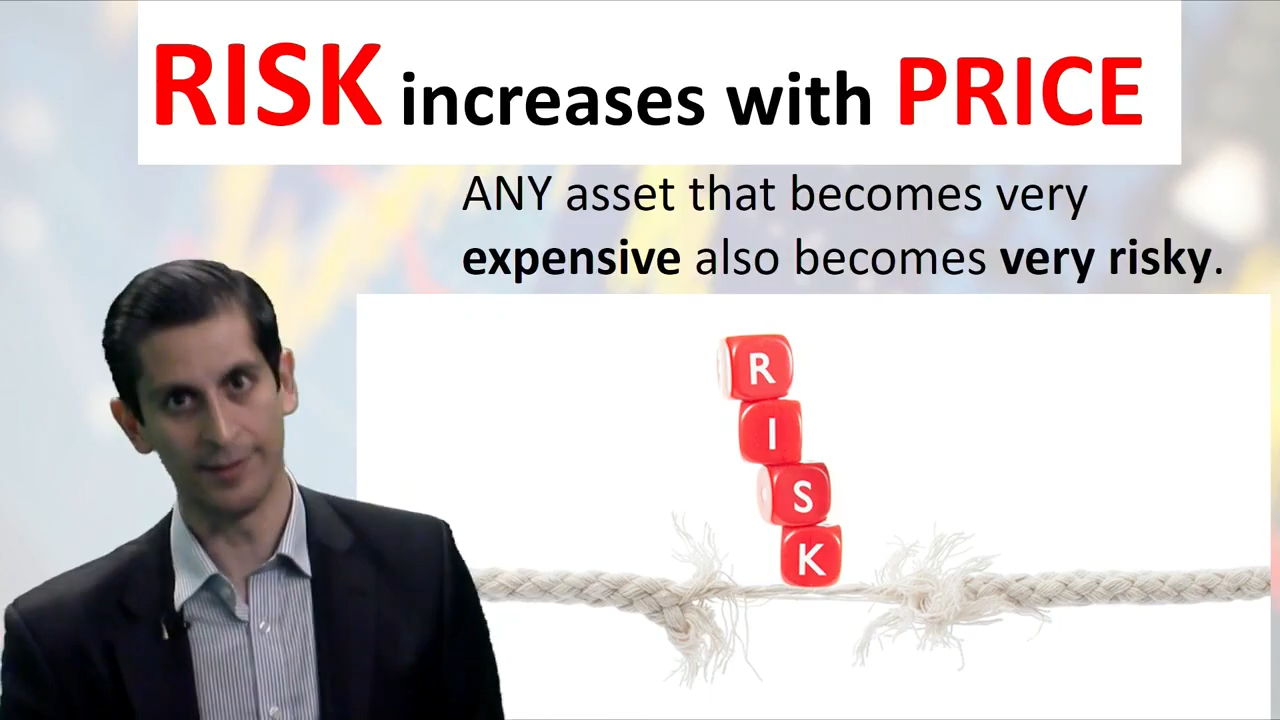 RISK increases with PRICE
ANY asset that becomes very
expensive also becomes very risky.
R
I
S
K